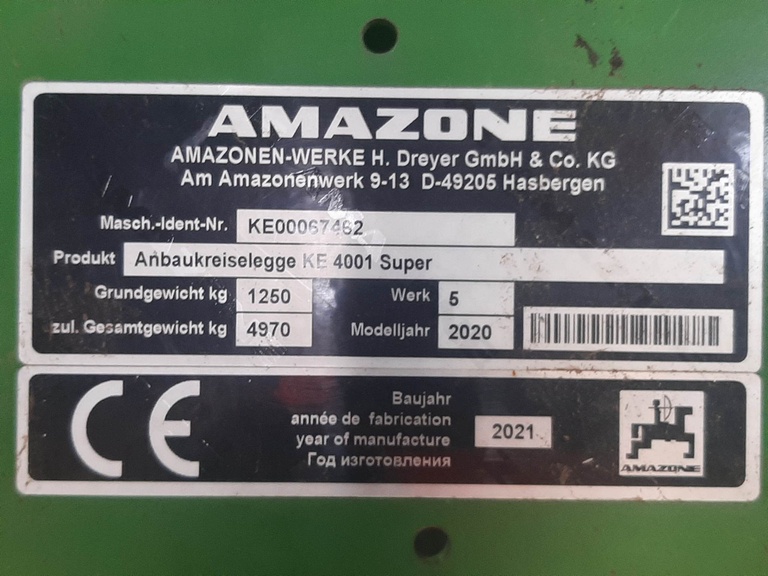 AMAZONE
AMAZONEN-WERKE H. Dreyer GmbH & Co. KG
Am Amazonenwerk 9-13 D-49205 Hasbergen
Masch.-Ident-Nr. KE00067462
Produkt Anbaukreiselegge KE 4001 Super
Grundgewicht kg 1250 Werk 5
zul. Gesamtgewicht kg 4970 Modelljahr 2020
CE
Baujahr
année de fabrication
year of manufacture 2021
Год изготовления
AMAZONE